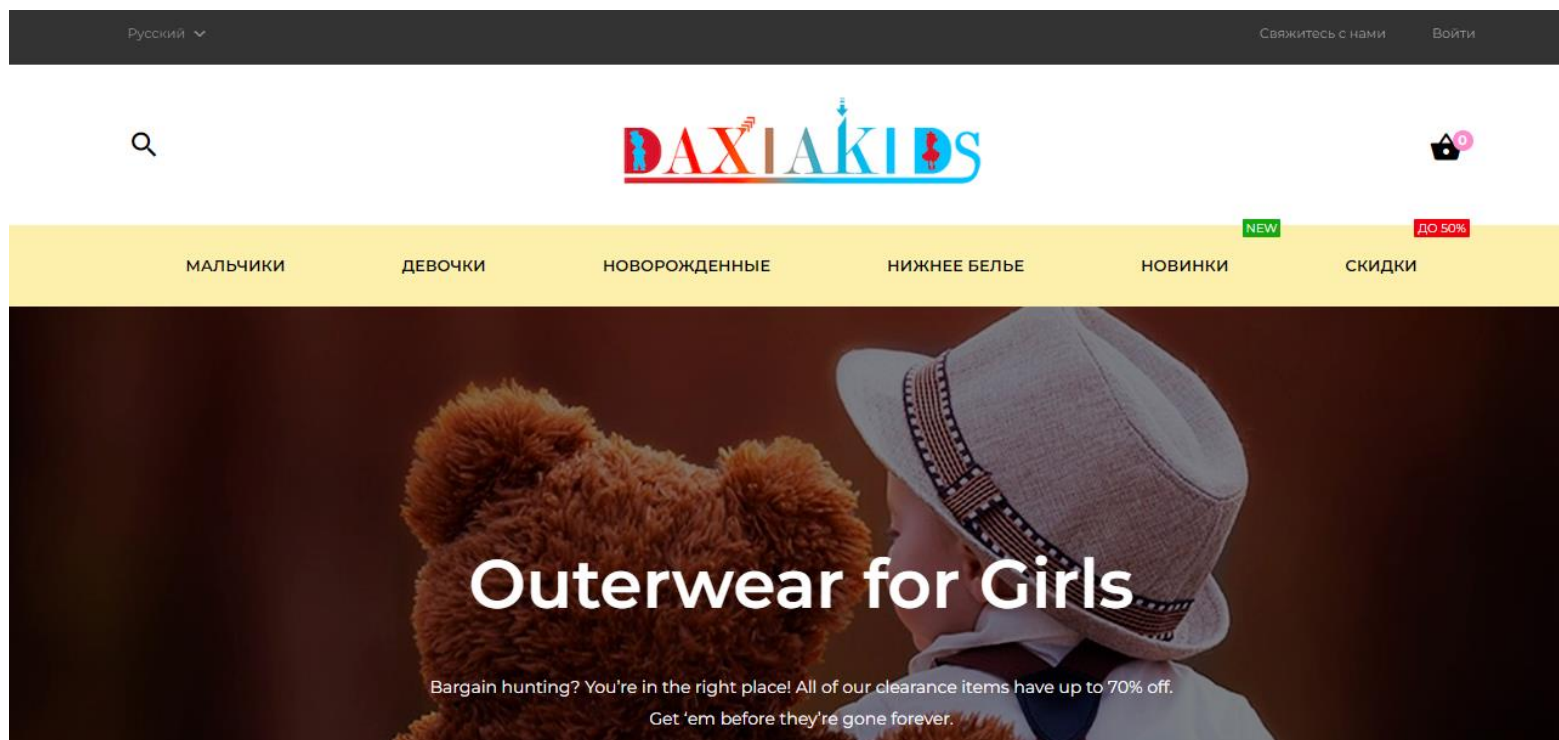 Русский
Свяжитесь с нами
Войти
DAXIAKIDS
0
NEW
ДО 50%
МАЛЬЧИКИ
ДЕВОЧКИ
НОВОРОЖДЕННЫЕ
НИЖНЕЕ БЕЛЬЕ
НОВИНКИ
СКИДКИ
Outerwear for Girls
Bargain hunting? You’re in the right place! All of our clearance items have up to 70% off.
Get ‘em before they’re gone forever.